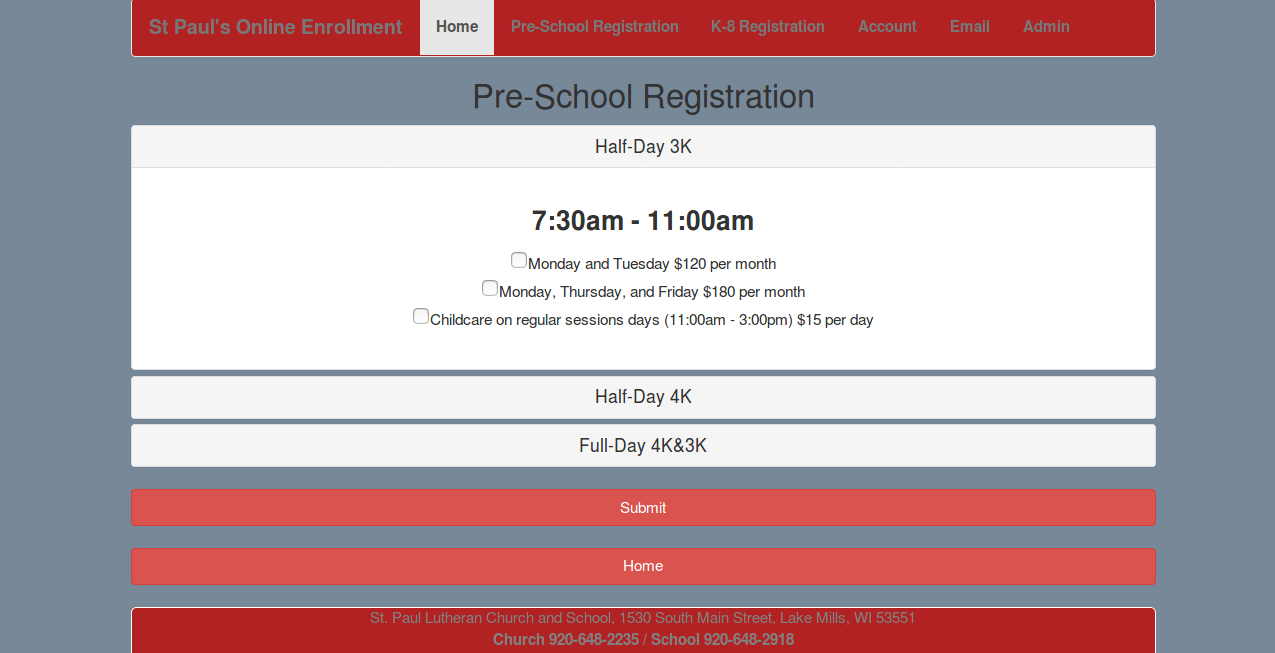 St Paul's Online Enrollment Home Pre-School Registration K-8 Registration Account Email Admin
Pre-School Registration
Half-Day 3K
7:30am - 11:00am
Monday and Tuesday $120 per month
Monday, Thursday, and Friday $180 per month
Childcare on regular sessions days (11:00am - 3:00pm) $15 per day
Half-Day 4K
Full-Day 4K&3K
Submit
Home
St. Paul Lutheran Church and School, 1530 South Main Street, Lake Mills, WI 53551
Church 920-648-2235 / School 920-648-2918